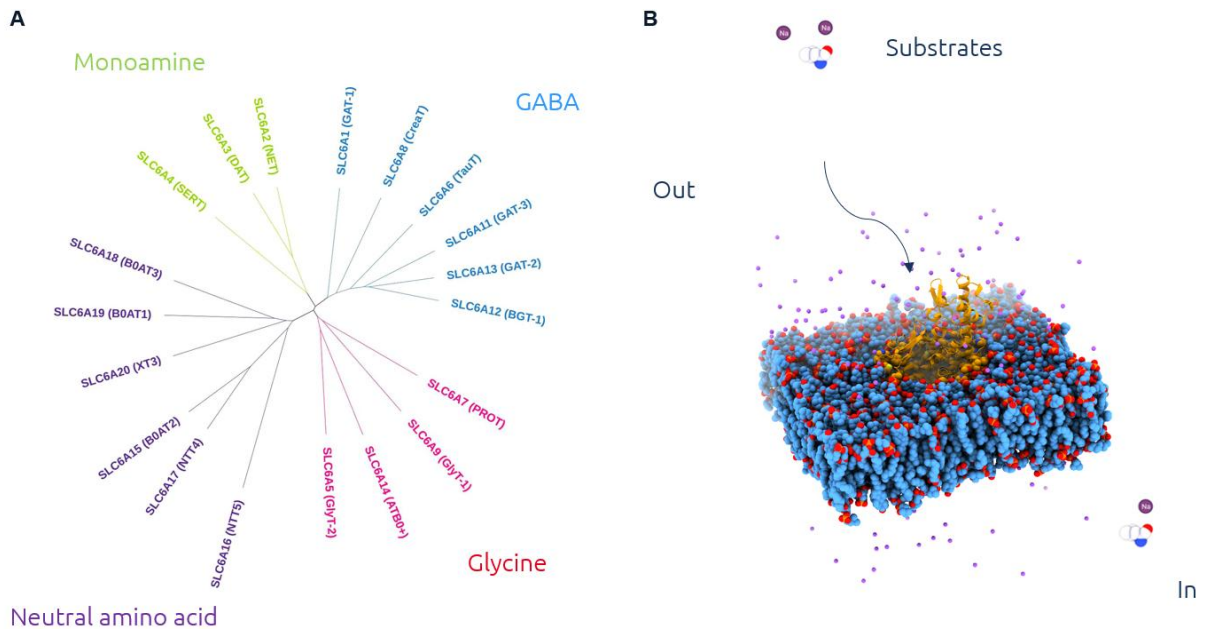 A
Monoamine
GABA
SLC6A4 (SERT)
SLC6A3 (DAT)
SLC6A2 (NET)
SLC6A1 (GAT-1)
SLC6A8 (CreaT)
SLC6A6 (TauT)
SLC6A11 (GAT-3)
SLC6A13 (GAT-2)
SLC6A12 (BGT-1)
SLC6A18 (B0AT3)
SLC6A19 (B0AT1)
SLC6A20 (XT3)
SLC6A15 (B0AT2)
SLC6A17 (NTT4)
SLC6A16 (NTT5)
SLC6A5 (GlyT-2)
SLC6A14 (ATB0+)
SLC6A9 (GlyT-1)
SLC6A7 (PROT)
Glycine
Neutral amino acid
B
Na
Na
Substrates
Out
Na
In